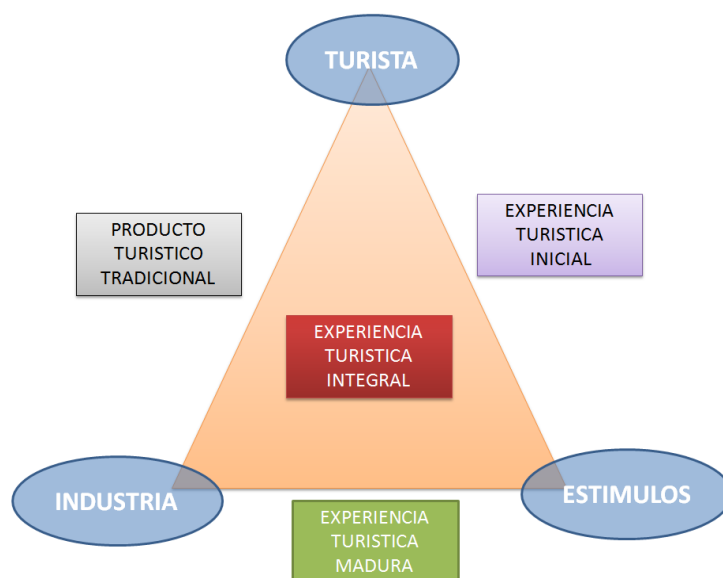 TURISTA
PRODUCTO
TURISTICO
TRADICIONAL
EXPERIENCIA
TURISTICA
INICIAL
EXPERIENCIA
TURISTICA
INTEGRAL
INDUSTRIA
ESTIMULOS
EXPERIENCIA
TURISTICA
MADURA